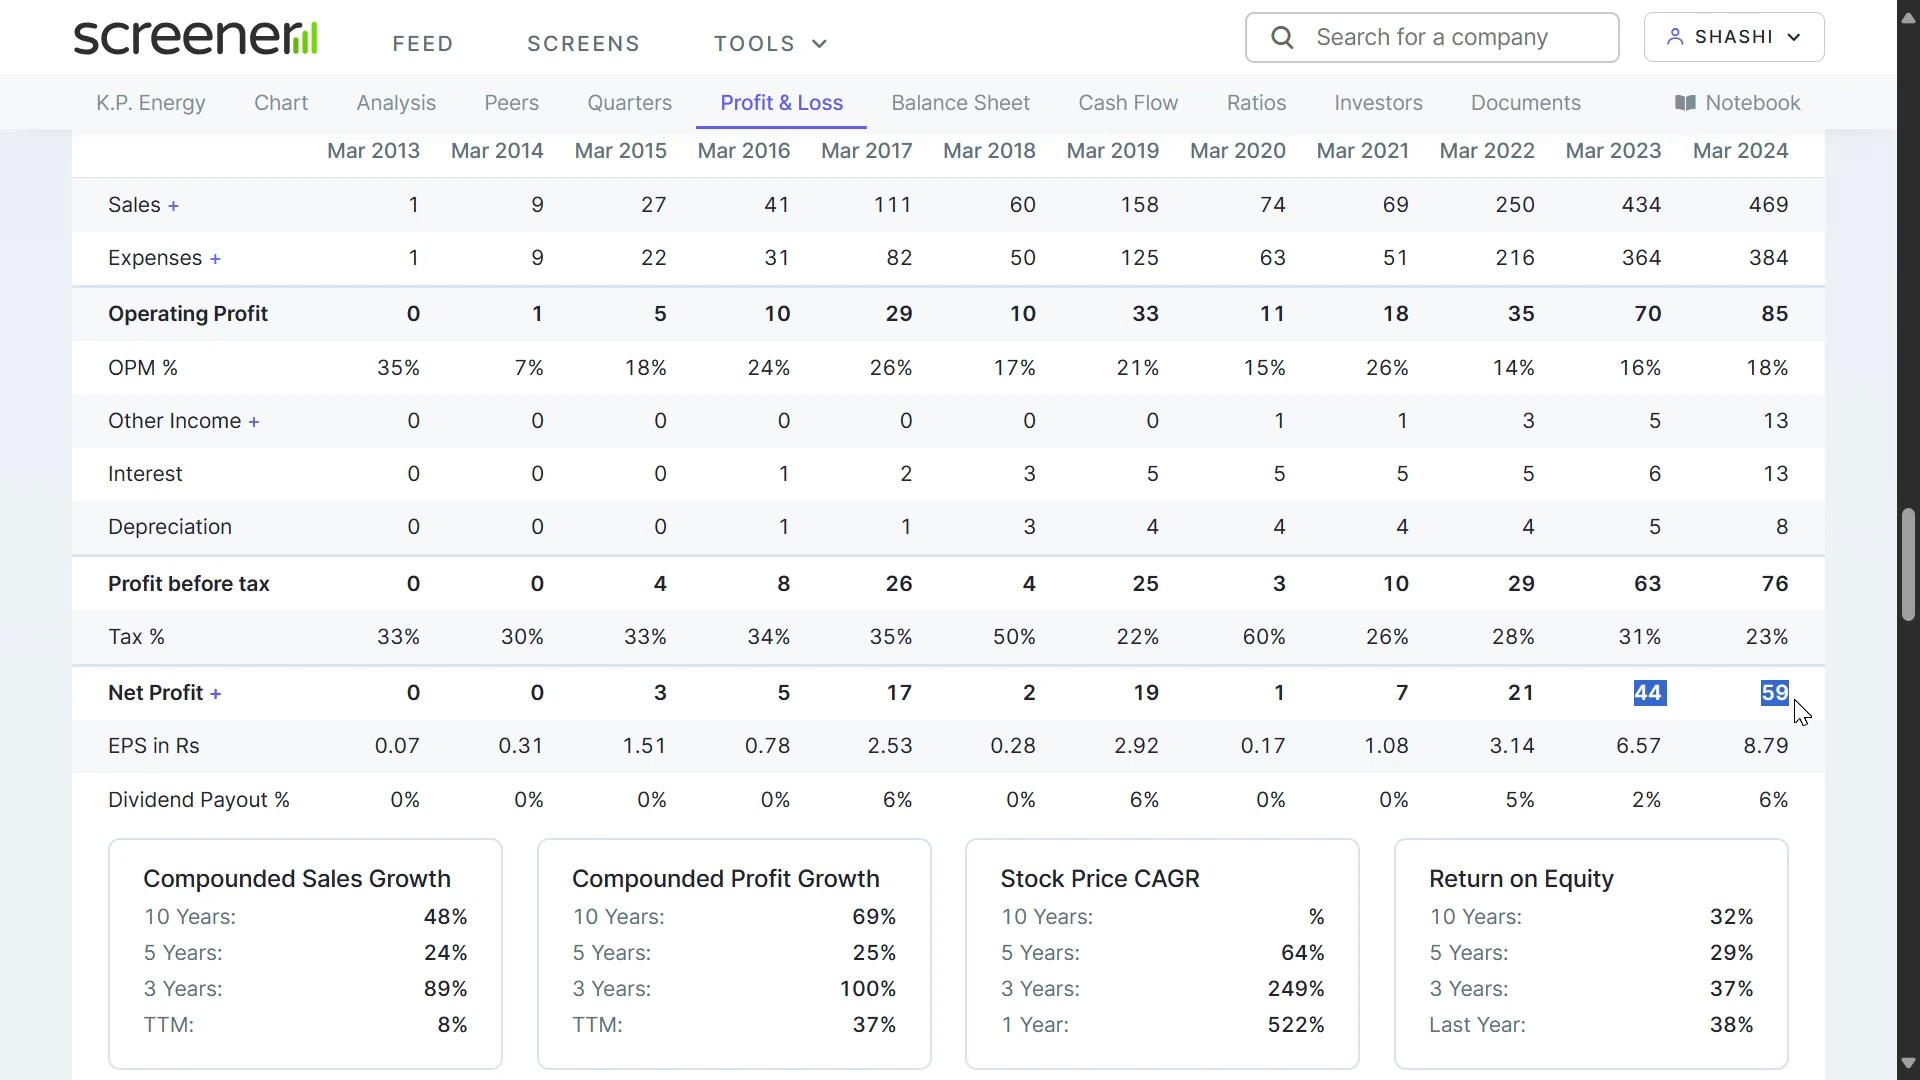 screener FEED SCREENS TOOLS Search for a company SHASHI
K.P. Energy Chart Analysis Peers Quarters Profit & Loss Balance Sheet Cash Flow Ratios Investors Documents Notebook
Mar 2013 Mar 2014 Mar 2015 Mar 2016 Mar 2017 Mar 2018 Mar 2019 Mar 2020 Mar 2021 Mar 2022 Mar 2023 Mar 2024
Sales + 1 9 27 41 111 60 158 74 69 250 434 469
Expenses + 1 9 22 31 82 50 125 63 51 216 364 384
Operating Profit 0 1 5 10 29 10 33 11 18 35 70 85
OPM % 35% 7% 18% 24% 26% 17% 21% 15% 26% 14% 16% 18%
Other Income + 0 0 0 0 0 0 0 1 1 3 5 13
Interest 0 0 0 1 2 3 5 5 5 5 6 13
Depreciation 0 0 0 1 1 3 4 4 4 4 5 8
Profit before tax 0 0 4 8 26 4 25 3 10 29 63 76
Tax % 33% 30% 33% 34% 35% 50% 22% 60% 26% 28% 31% 23%
Net Profit + 0 0 3 5 17 2 19 1 7 21 44 59
EPS in Rs 0.07 0.31 1.51 0.78 2.53 0.28 2.92 0.17 1.08 3.14 6.57 8.79
Dividend Payout % 0% 0% 0% 0% 6% 0% 6% 0% 0% 5% 2% 6%
Compounded Sales Growth
10 Years: 48%
5 Years: 24%
3 Years: 89%
TTM: 8%
Compounded Profit Growth
10 Years: 69%
5 Years: 25%
3 Years: 100%
TTM: 37%
Stock Price CAGR
10 Years: %
5 Years: 64%
3 Years: 249%
1 Year: 522%
Return on Equity
10 Years: 32%
5 Years: 29%
3 Years: 37%
Last Year: 38%